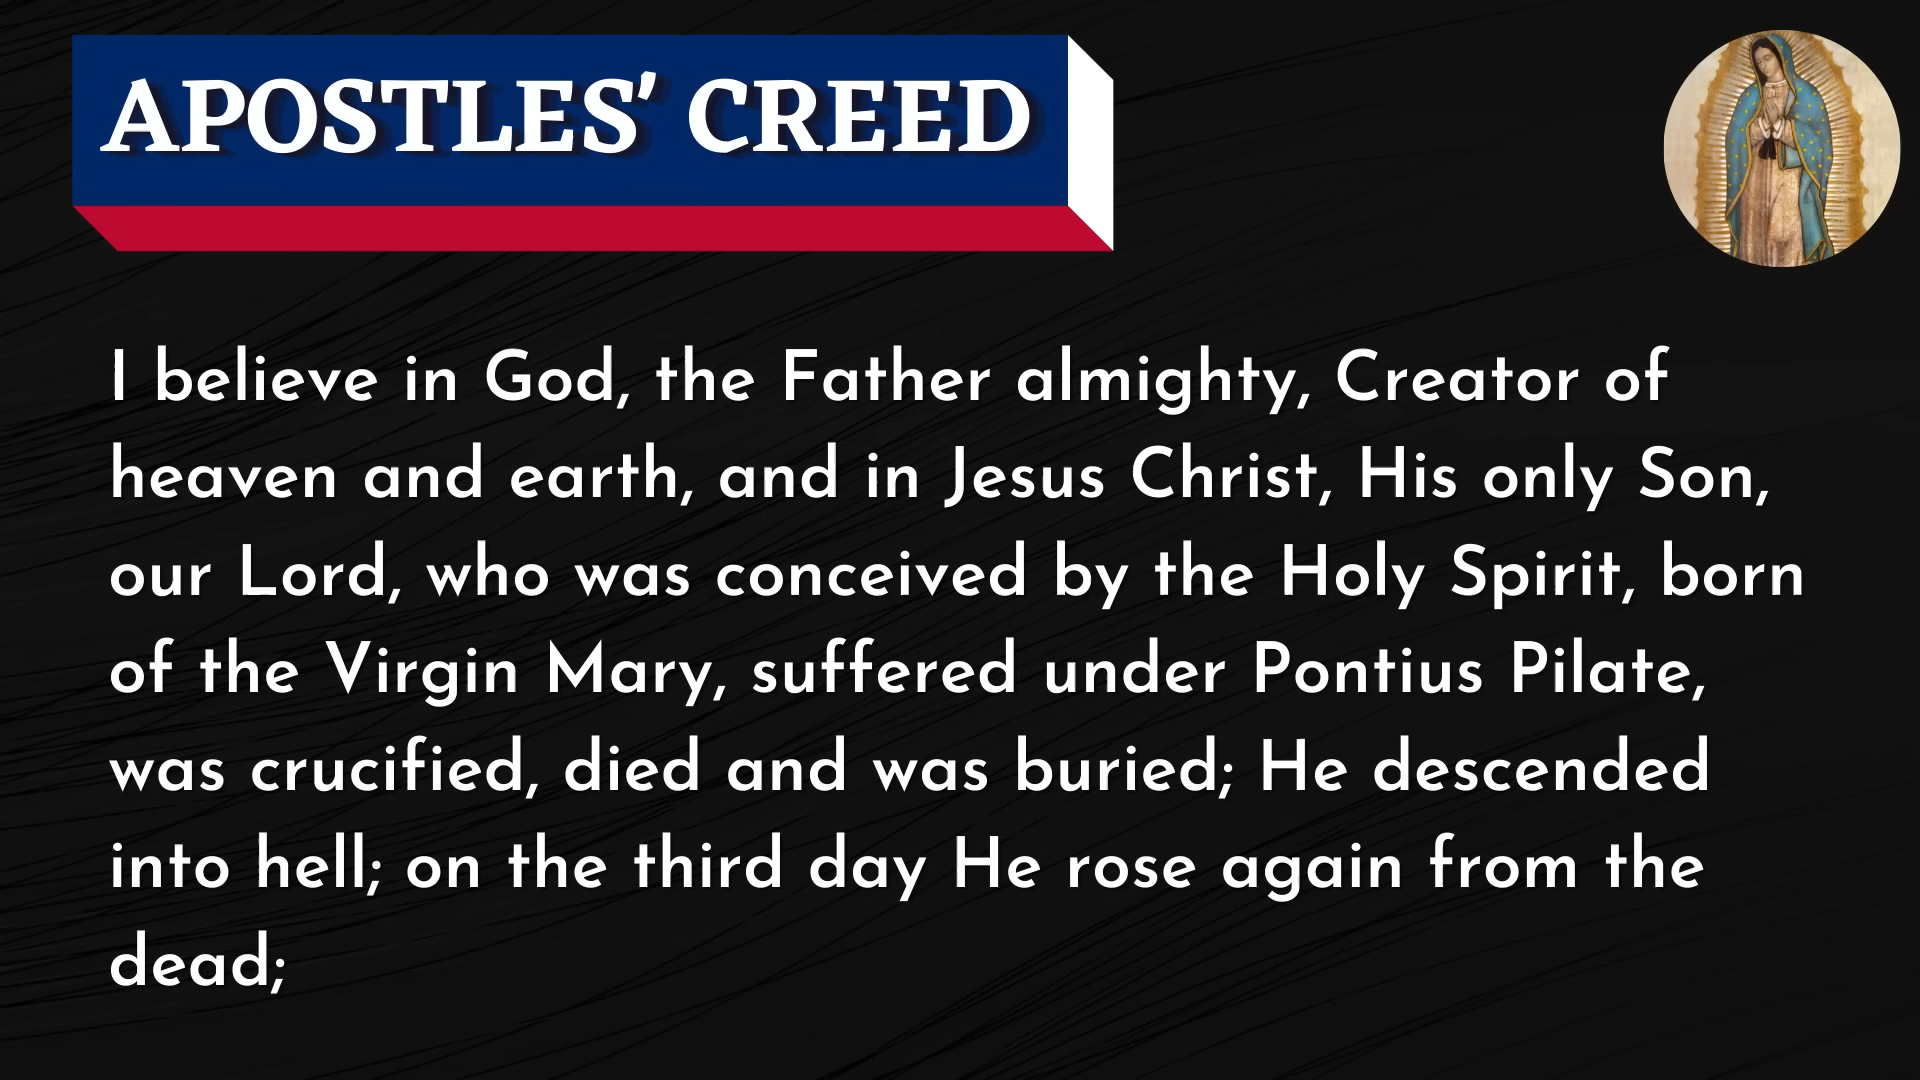 APOSTLES’ CREED
I believe in God, the Father almighty, Creator of
heaven and earth, and in Jesus Christ, His only Son,
our Lord, who was conceived by the Holy Spirit, born
of the Virgin Mary, suffered under Pontius Pilate,
was crucified, died and was buried; He descended
into hell; on the third day He rose again from the
dead;